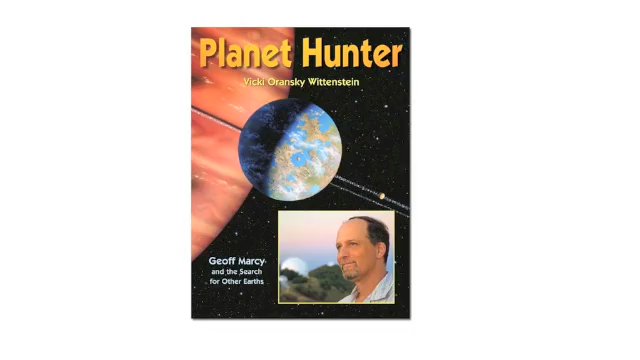 Planet Hunter
Vicki Oransky Wittenstein
Geoff Marcy
and the Search
for Other Earths